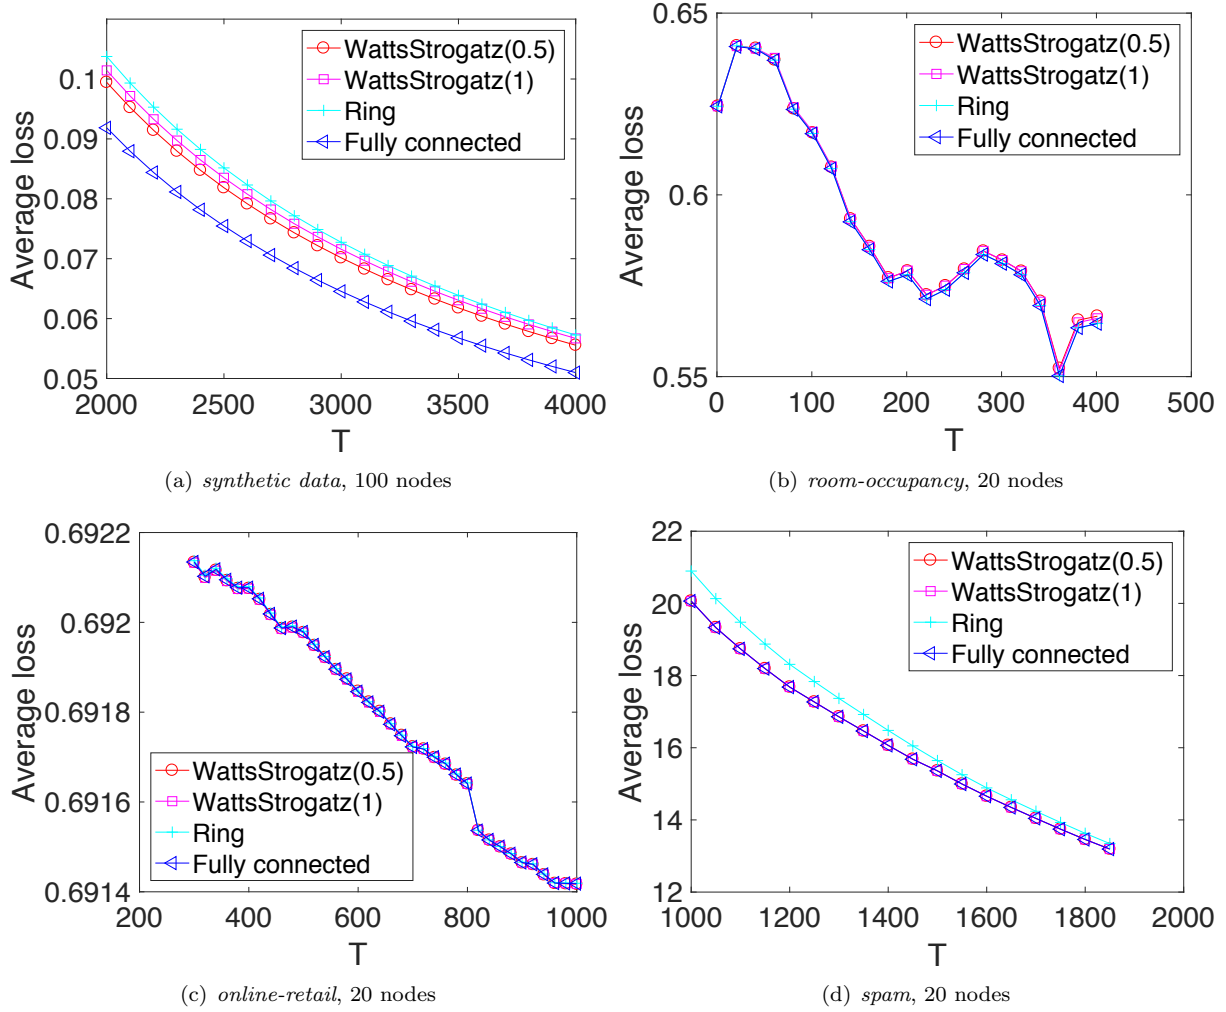 0.1
0.09
0.08
0.07
0.06
0.05
2000
2500
3000
3500
4000
Average loss
T
WattsStrogatz(0.5)
WattsStrogatz(1)
Ring
Fully connected
(a) synthetic data, 100 nodes
0.65
0.6
0.55
0
100
200
300
400
500
Average loss
T
WattsStrogatz(0.5)
WattsStrogatz(1)
Ring
Fully connected
(b) room-occupancy, 20 nodes
0.6922
0.692
0.6918
0.6916
0.6914
200
400
600
800
1000
Average loss
T
WattsStrogatz(0.5)
WattsStrogatz(1)
Ring
Fully connected
(c) online-retail, 20 nodes
22
20
18
16
14
12
1000
1200
1400
1600
1800
2000
Average loss
T
WattsStrogatz(0.5)
WattsStrogatz(1)
Ring
Fully connected
(d) spam, 20 nodes